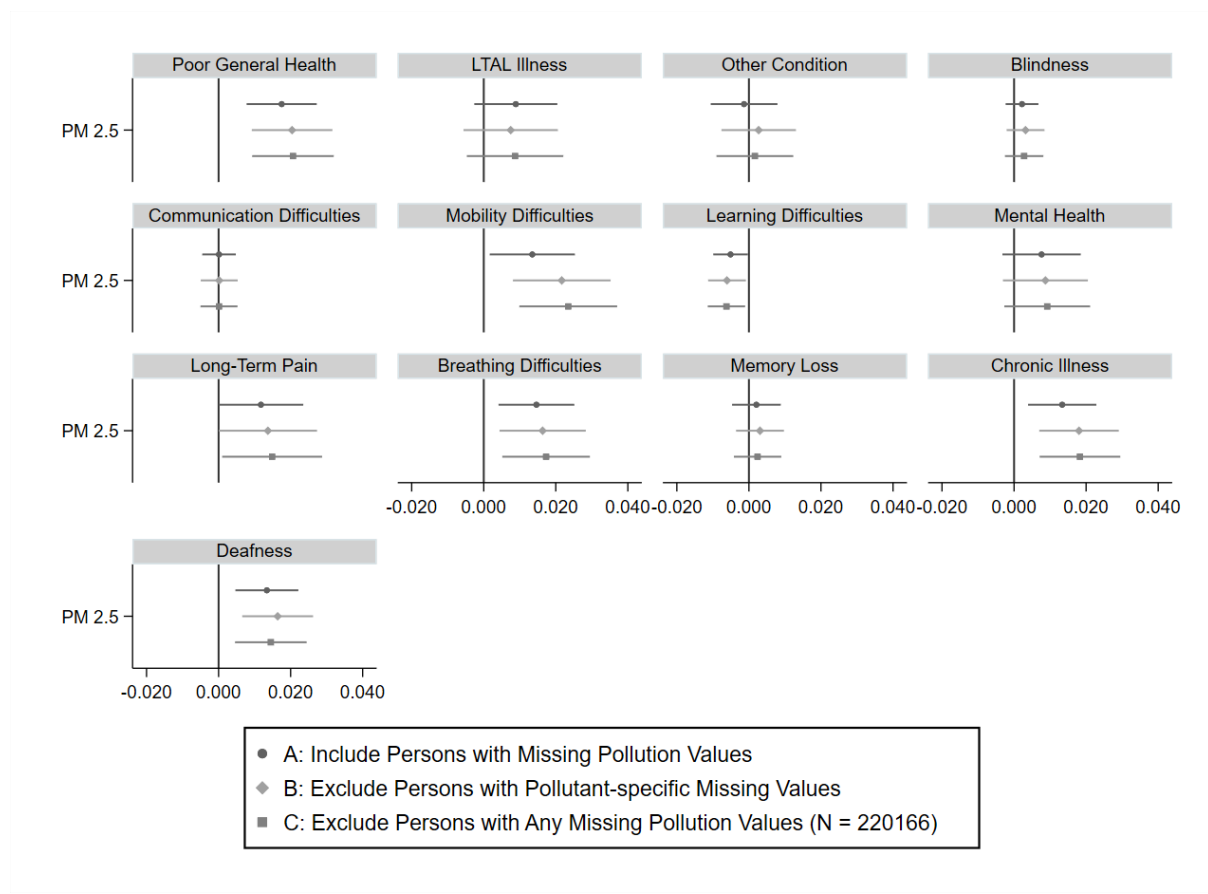 Poor General Health LTAL Illness Other Condition Blindness
PM 2.5
Communication Difficulties Mobility Difficulties Learning Difficulties Mental Health
PM 2.5
Long-Term Pain Breathing Difficulties Memory Loss Chronic Illness
PM 2.5
-0.020 0.000 0.020 0.040 -0.020 0.000 0.020 0.040 -0.020 0.000 0.020 0.040
Deafness
PM 2.5
-0.020 0.000 0.020 0.040
A: Include Persons with Missing Pollution Values
B: Exclude Persons with Pollutant-specific Missing Values
C: Exclude Persons with Any Missing Pollution Values (N = 220166)